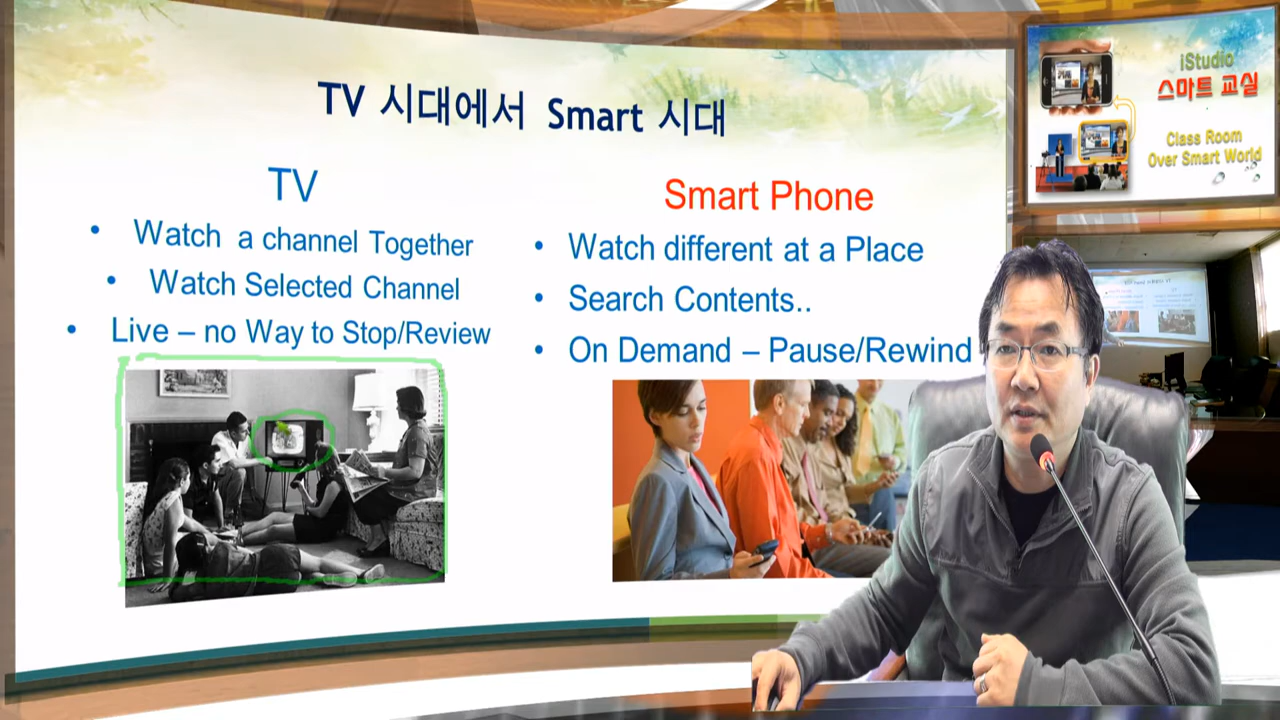 TV 시대에서 Smart 시대
TV
• Watch a channel Together
• Watch Selected Channel
• Live – no Way to Stop/Review
Smart Phone
• Watch different at a Place
• Search Contents..
• On Demand – Pause/Rewind
iStudio
스마트 교실
Class Room
Over Smart World